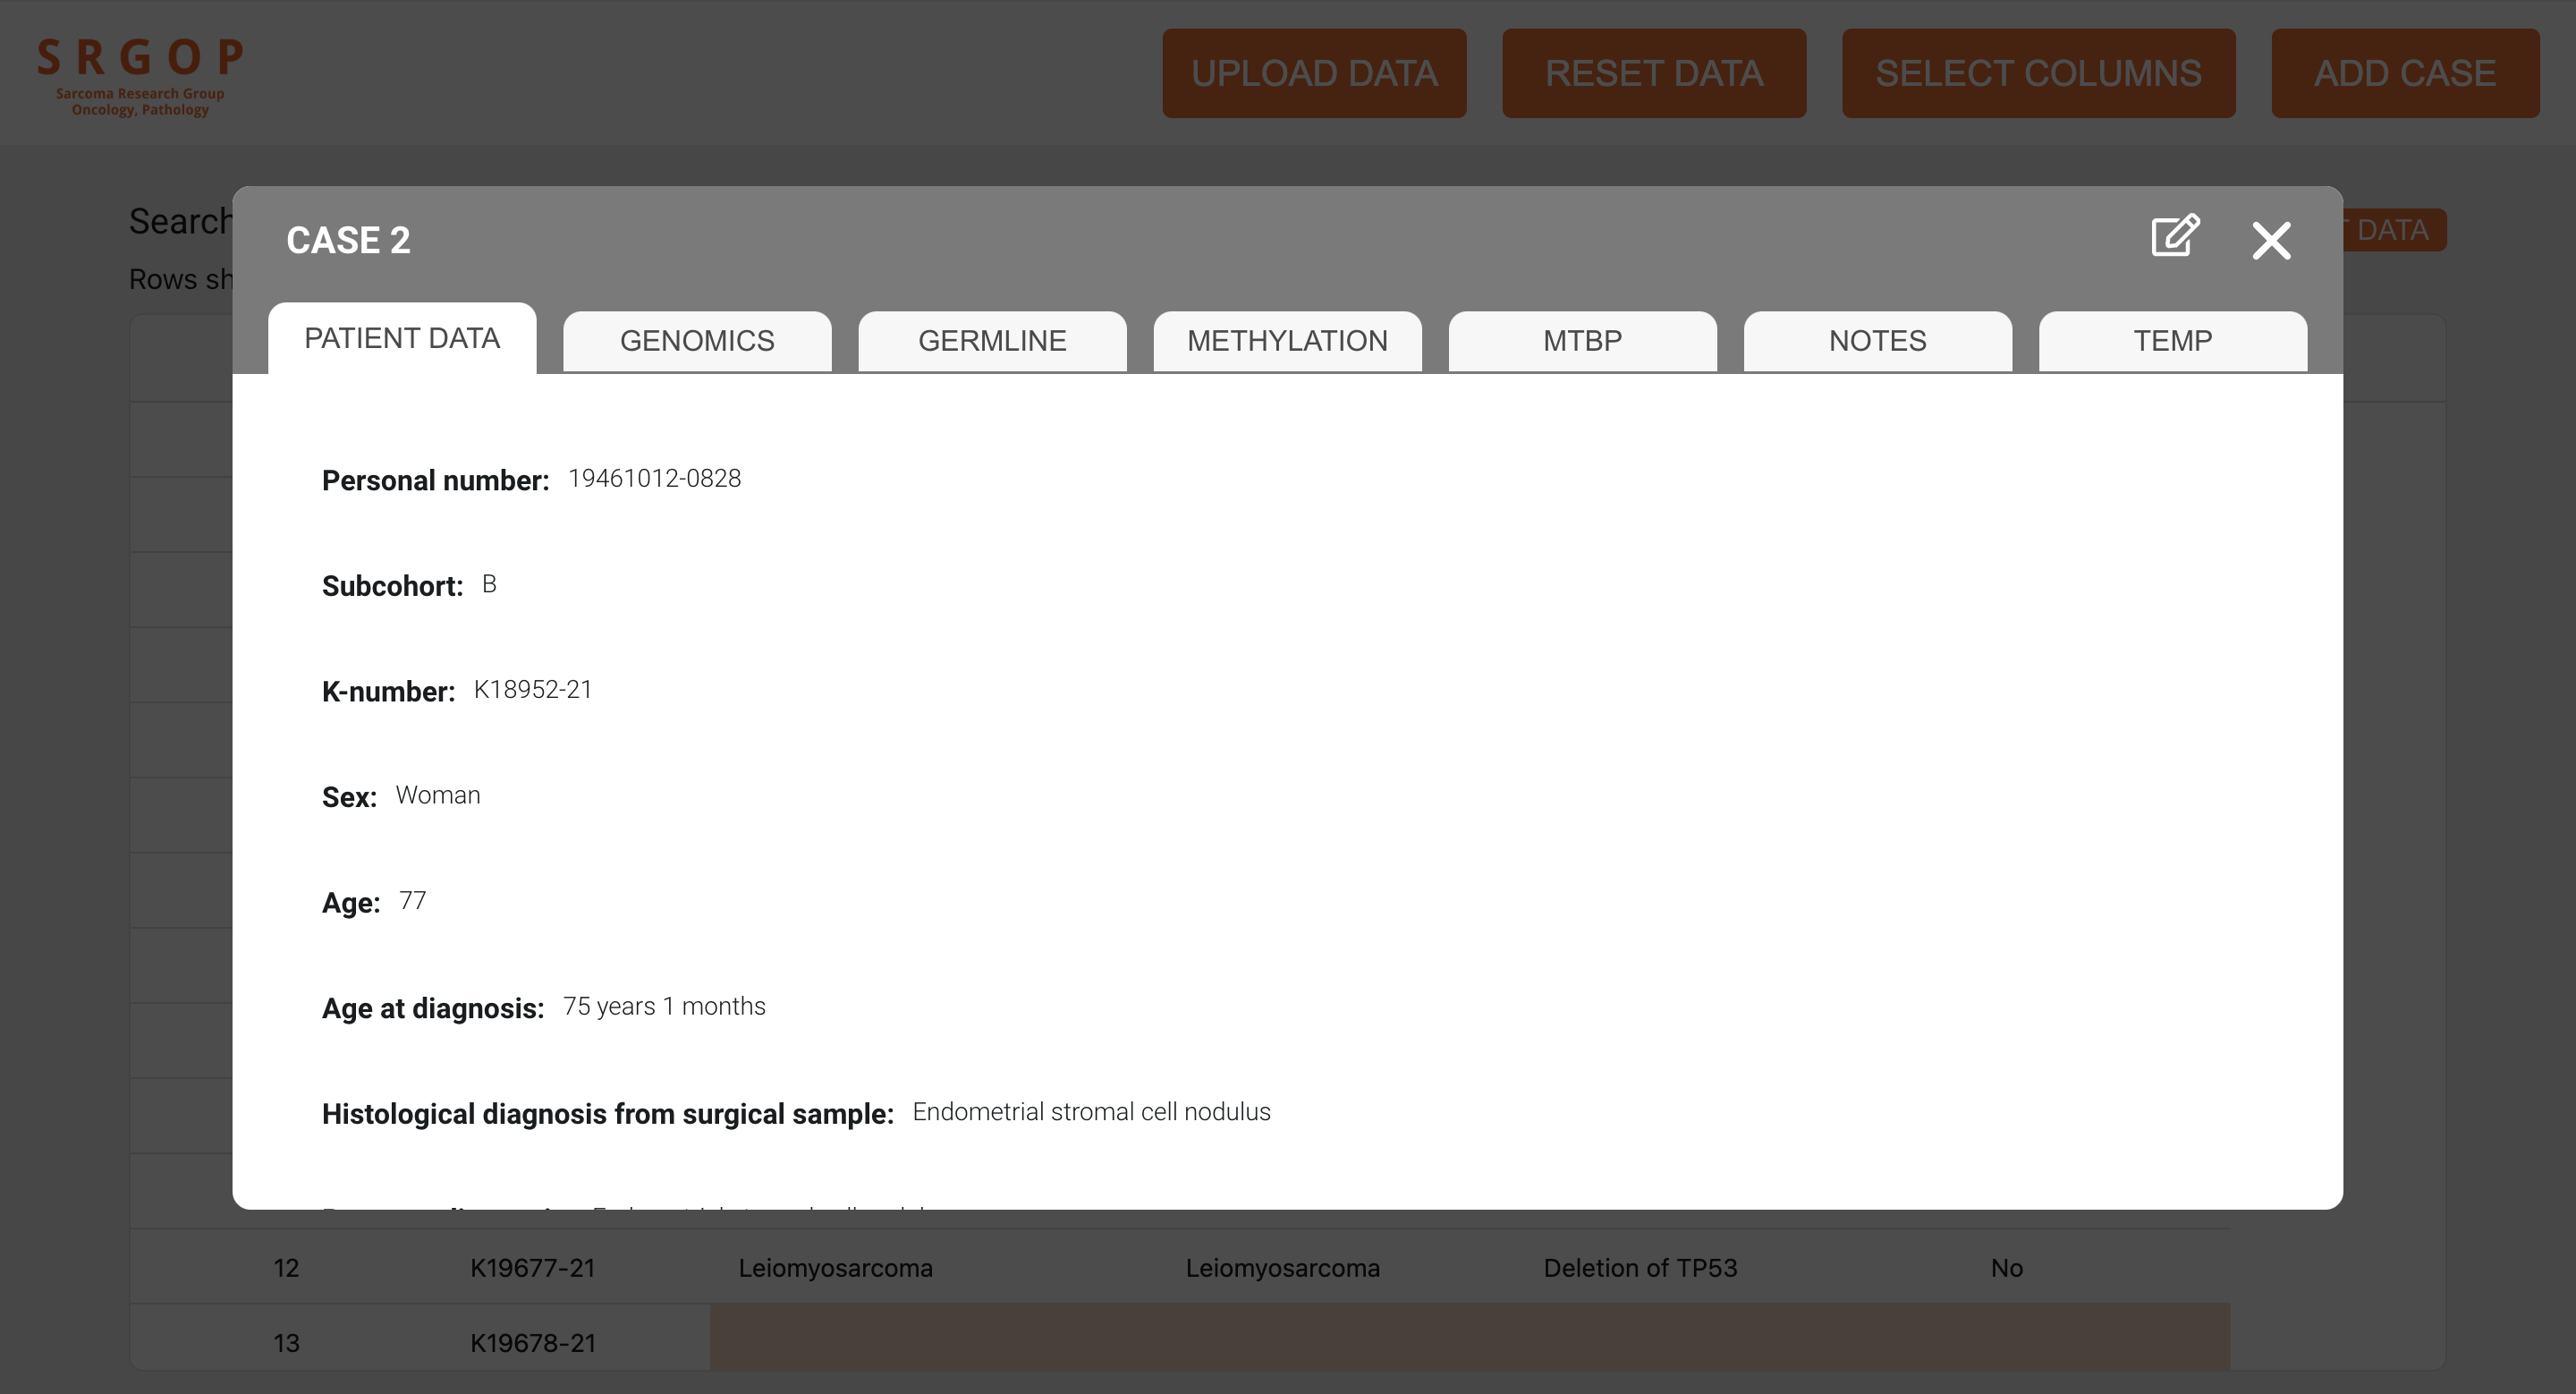 S R G O P
Sarcoma Research Group
Oncology, Pathology
UPLOAD DATA
RESET DATA
SELECT COLUMNS
ADD CASE
Search
DATA
Rows sh
CASE 2
PATIENT DATA
GENOMICS
GERMLINE
METHYLATION
MTBP
NOTES
TEMP
Personal number: 19461012-0828
Subcohort: B
K-number: K18952-21
Sex: Woman
Age: 77
Age at diagnosis: 75 years 1 months
Histological diagnosis from surgical sample: Endometrial stromal cell nodulus
12 K19677-21 Leiomyosarcoma Leiomyosarcoma Deletion of TP53 No
13 K19678-21